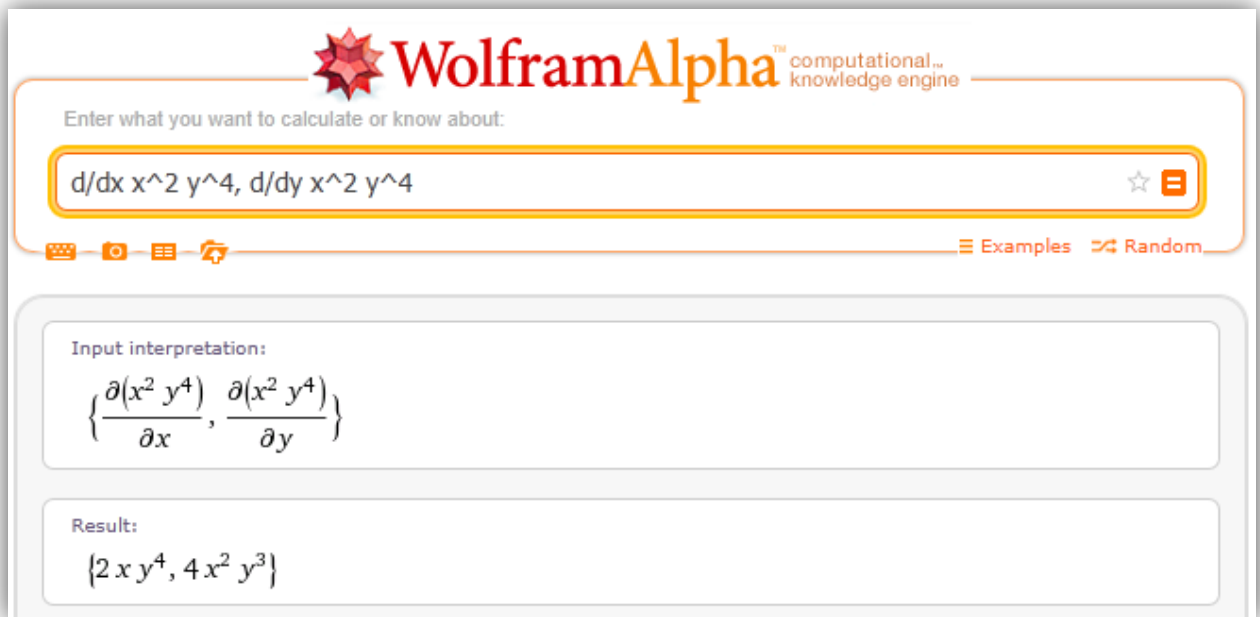 WolframAlpha™ computational™ knowledge engine
Enter what you want to calculate or know about:
d/dx x^2 y^4, d/dy x^2 y^4
Examples Random
Input interpretation:
{∂(x² y⁴)/∂x, ∂(x² y⁴)/∂y}
Result:
{2 x y⁴, 4 x² y³}